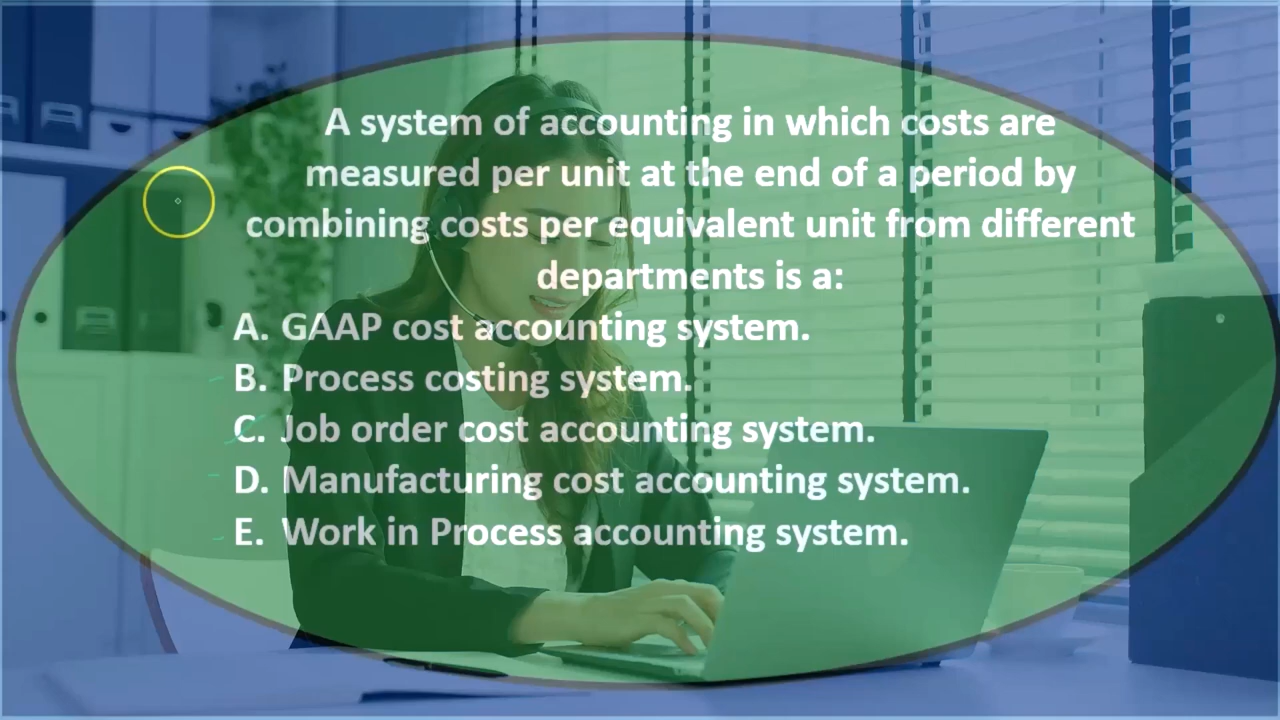 A system of accounting in which costs are
measured per unit at the end of a period by
combining costs per equivalent unit from different
departments is a:
A. GAAP cost accounting system.
B. Process costing system.
C. Job order cost accounting system.
D. Manufacturing cost accounting system.
E. Work in Process accounting system.